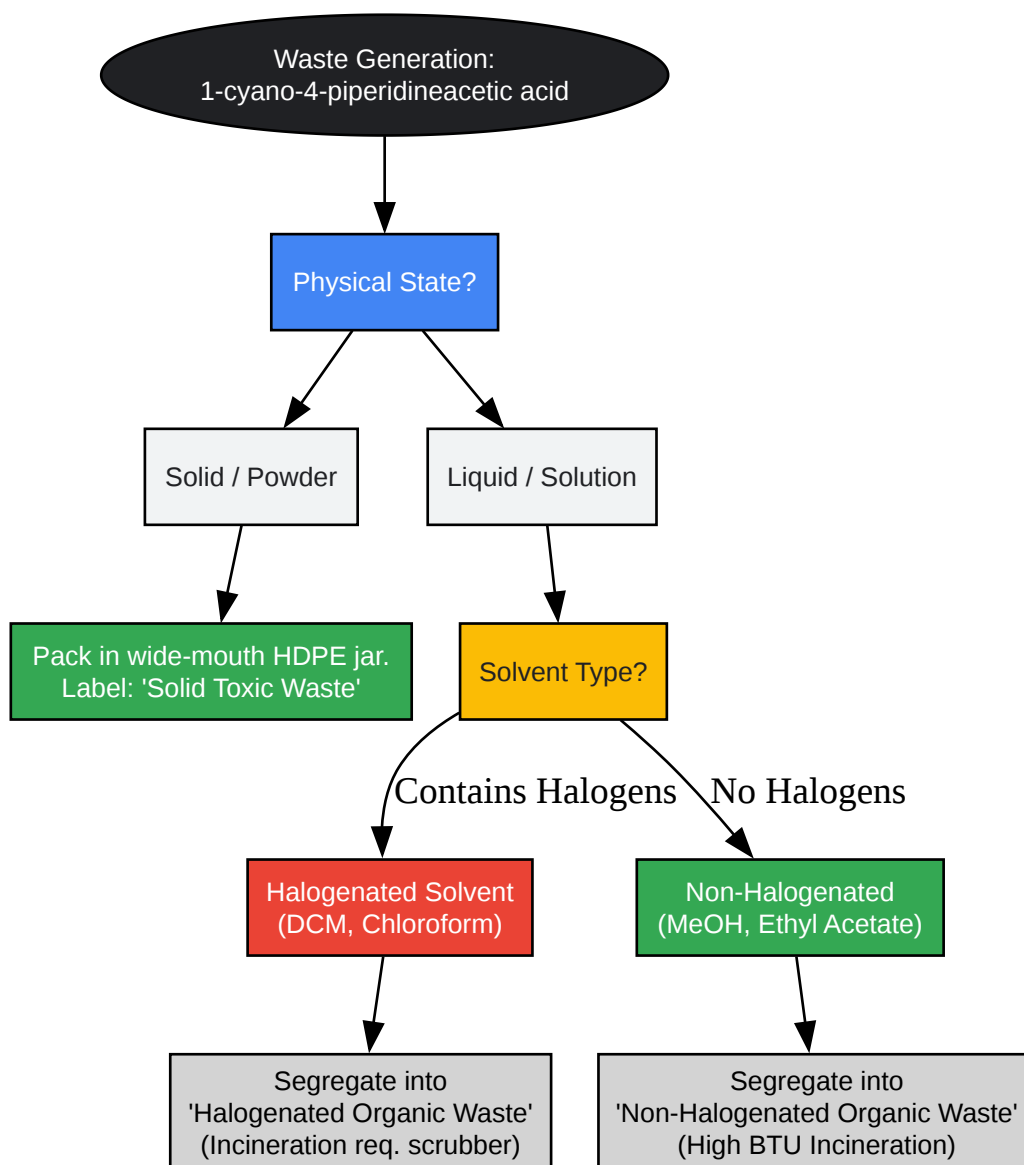 Waste Generation:
1-cyano-4-piperidineacetic acid
Physical State?
Solid / Powder
Liquid / Solution
Pack in wide-mouth HDPE jar.
Label: 'Solid Toxic Waste'
Solvent Type?
Contains Halogens
No Halogens
Halogenated Solvent
(DCM, Chloroform)
Non-Halogenated
(MeOH, Ethyl Acetate)
Segregate into
'Halogenated Organic Waste'
(Incineration req. scrubber)
Segregate into
'Non-Halogenated Organic Waste'
(High BTU Incineration)